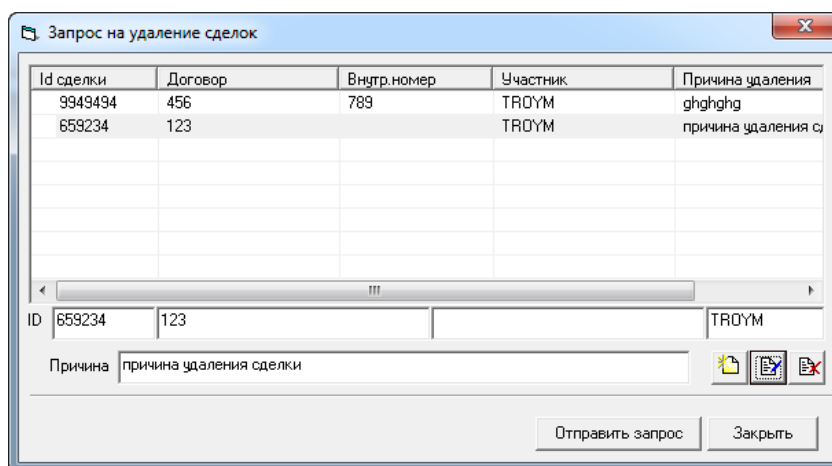 Запрос на удаление сделок
Id сделки Договор Внутр.номер Участник Причина удаления
9949494 456 789 TROYM ghghghg
659234 123 TROYM причина удаления сд
ID 659234 123 TROYM
Причина причина удаления сделки
Отправить запрос Закрыть